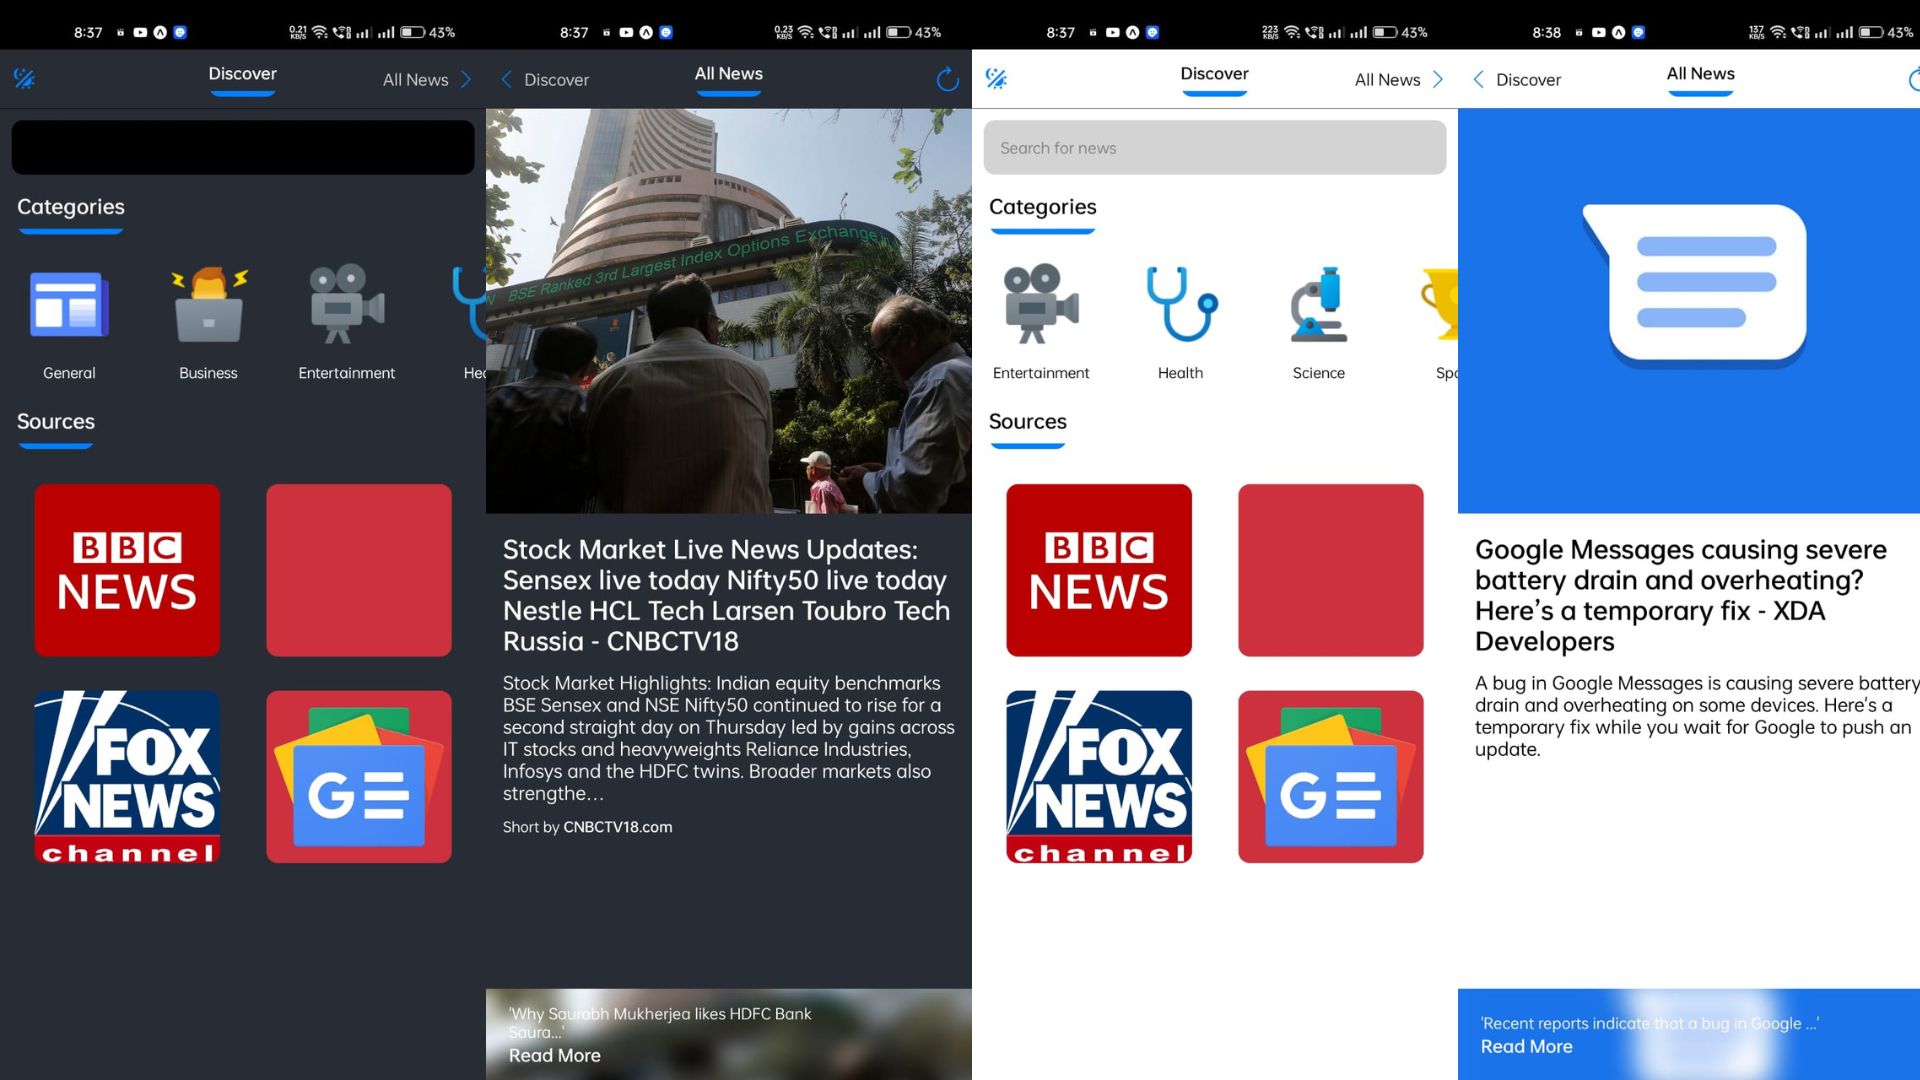 8:37
0.21 KB/S
43%
Discover
All News
Categories
General
Business
Entertainment
Hea
Sources
BBC
NEWS
FOX
NEWS
channel
GE
8:37
0.23 KB/S
43%
Discover
All News
BSE Ranked 3rd Largest Index Options Exchange in
Stock Market Live News Updates:
Sensex live today Nifty50 live today
Nestle HCL Tech Larsen Toubro Tech
Russia - CNBCTV18
Stock Market Highlights: Indian equity benchmarks
BSE Sensex and NSE Nifty50 continued to rise for a
second straight day on Thursday led by gains across
IT stocks and heavyweights Reliance Industries,
Infosys and the HDFC twins. Broader markets also
strengthe…
Short by CNBCTV18.com
'Why Saurabh Mukherjea likes HDFC Bank
Saura...'
Read More
8:37
223 KB/S
43%
Discover
All News
Search for news
Categories
Entertainment
Health
Science
Spo
Sources
BBC
NEWS
FOX
NEWS
channel
GE
8:38
137 KB/S
43%
Discover
All News
Google Messages causing severe
battery drain and overheating?
Here’s a temporary fix - XDA
Developers
A bug in Google Messages is causing severe battery
drain and overheating on some devices. Here's a
temporary fix while you wait for Google to push an
update.
'Recent reports indicate that a bug in Google ...'
Read More